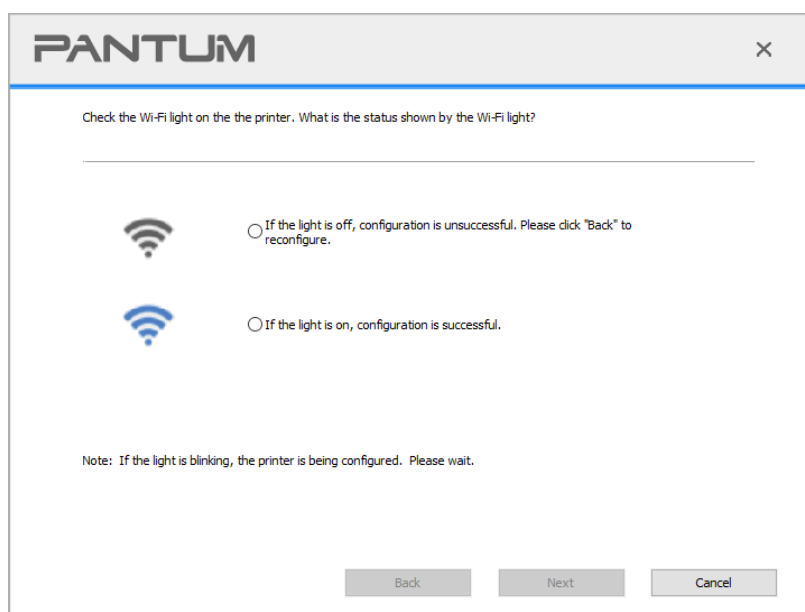 PANTUM
Check the Wi-Fi light on the the printer. What is the status shown by the Wi-Fi light?
If the light is off, configuration is unsuccessful. Please click "Back" to
reconfigure.
If the light is on, configuration is successful.
Note: If the light is blinking, the printer is being configured. Please wait.
Back
Next
Cancel